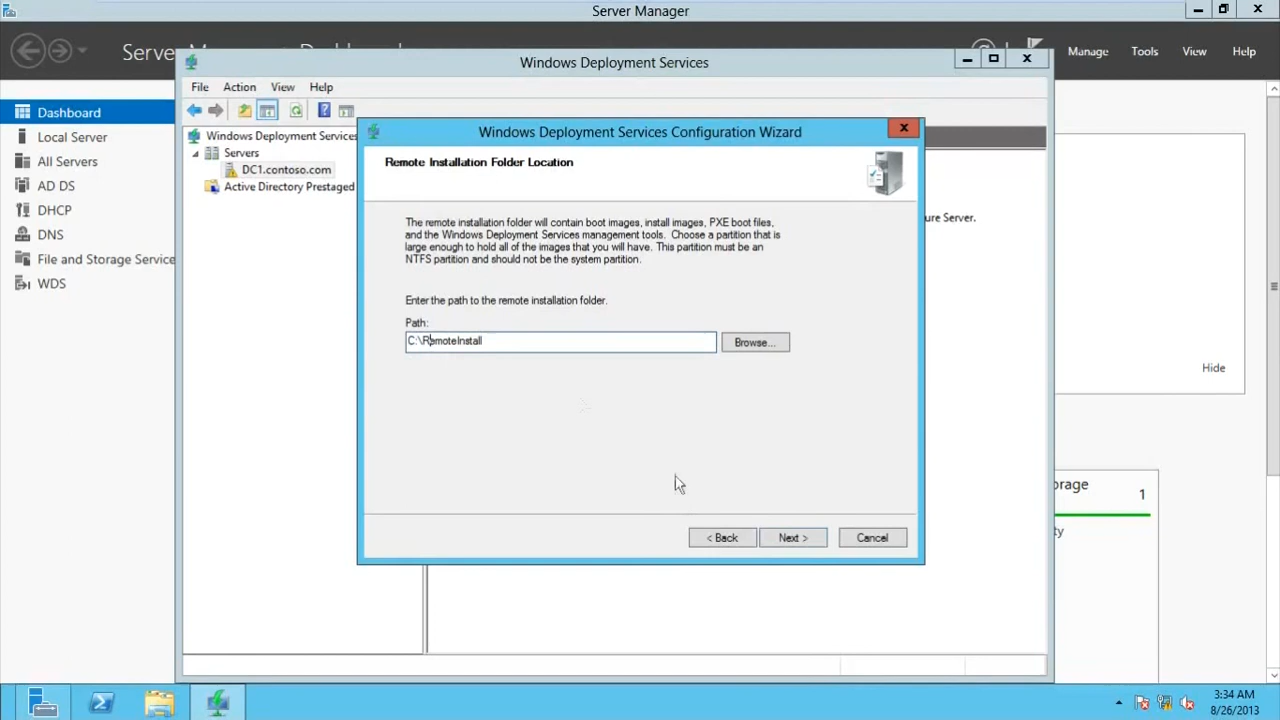 Server Manager
Manage
Tools
View
Help
Windows Deployment Services
File
Action
View
Help
Dashboard
Local Server
All Servers
AD DS
DHCP
DNS
File and Storage Service
WDS
Windows Deployment Services
Servers
DC1.contoso.com
Active Directory Prestaged
Windows Deployment Services Configuration Wizard
Remote Installation Folder Location
The remote installation folder will contain boot images, install images, PXE boot files,
and the Windows Deployment Services management tools. Choose a partition that is
large enough to hold all of the images that you will have. This partition must be an
NTFS partition and should not be the system partition.
Enter the path to the remote installation folder.
Path:
C:\RemoteInstall
Browse...
< Back
Next >
Cancel
ure Server.
Hide
orage
1
ty
3:34 AM
8/26/2013